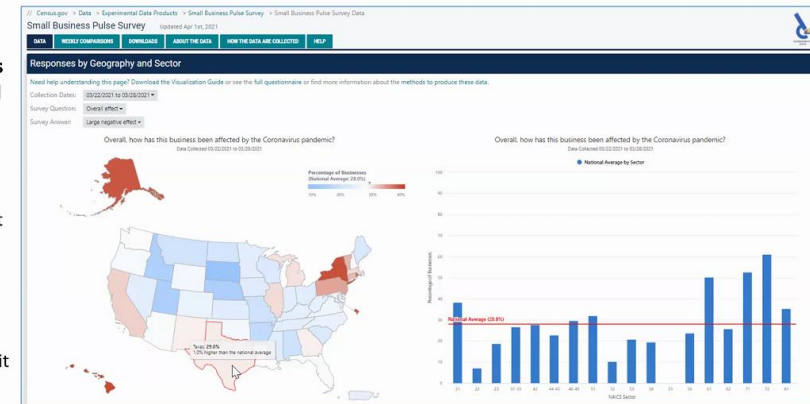 // Census.gov > Data > Experimental Data Products > Small Business Pulse Survey > Small Business Pulse Survey Data
Small Business Pulse Survey Updated Apr 1st, 2021
DATA WEEKLY COMPARISONS DOWNLOADS ABOUT THE DATA HOW THE DATA ARE COLLECTED HELP
Responses by Geography and Sector
Need help understanding this page? Download the Visualization Guide or see the full questionnaire or find more information about the methods to produce these data.
Collection Dates: 03/22/2021 to 03/28/2021
Survey Question: Overall effect
Survey Answer: Large negative effect
Overall, how has this business been affected by the Coronavirus pandemic?
Data Collected 03/22/2021 to 03/28/2021
Percentage of Businesses
(National Average: 28.0%)
10% 20% 30% 40%
Texas: 29.0%
1.0% higher than the national average
Overall, how has this business been affected by the Coronavirus pandemic?
Data Collected 03/22/2021 to 03/28/2021
National Average by Sector
Percentage of Businesses
100
90
80
70
60
50
40
30
20
10
0
National Average (28.0%)
21 22 23 31-33 42 44-45 48-49 51 52 53 54 55 56 61 62 71 72 81
NAICS Sector
s
t
it